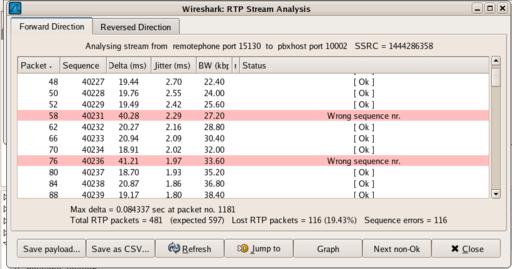 Wireshark: RTP Stream Analysis
Forward Direction Reversed Direction
Analysing stream from remotephone port 15130 to pbxhost port 10002 SSRC = 1444286358
Packet Sequence Delta (ms) Jitter (ms) BW (kbp Status
48 40227 19.44 2.70 22.40 [ Ok ]
50 40228 19.76 2.55 24.00 [ Ok ]
52 40229 19.49 2.42 25.60 [ Ok ]
58 40231 40.28 2.29 27.20 Wrong sequence nr.
62 40232 20.27 2.16 28.80 [ Ok ]
66 40233 20.94 2.09 30.40 [ Ok ]
70 40234 18.91 2.02 32.00 [ Ok ]
76 40236 41.21 1.97 33.60 Wrong sequence nr.
80 40237 18.70 1.93 35.20 [ Ok ]
84 40238 20.87 1.86 36.80 [ Ok ]
88 40239 19.17 1.80 38.40 [ Ok ]
Max delta = 0.084337 sec at packet no. 1181
Total RTP packets = 481 (expected 597) Lost RTP packets = 116 (19.43%) Sequence errors = 116
Save payload... Save as CSV... Refresh Jump to Graph Next non-Ok Close